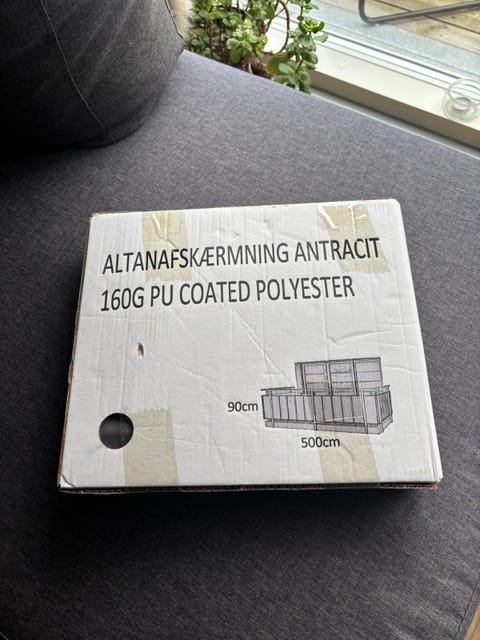 ALTANAFSKÆRMNING ANTRACIT
160G PU COATED POLYESTER
90cm
500cm